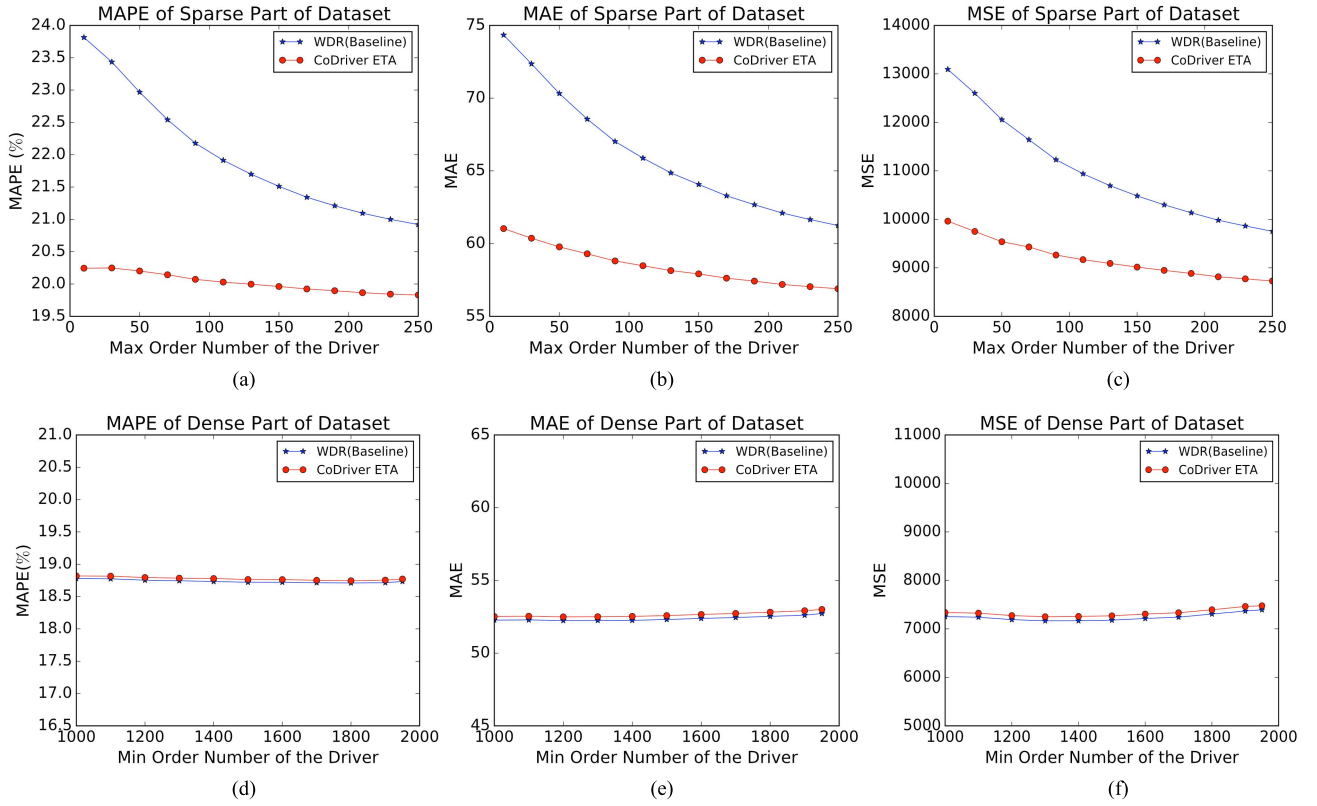 MAPE of Sparse Part of Dataset
24.0
23.5
23.0
22.5
22.0
21.5
21.0
20.5
20.0
19.5
MAPE (%)
WDR(Baseline)
CoDriver ETA
0 50 100 150 200 250
Max Order Number of the Driver
(a)
MAE of Sparse Part of Dataset
75
70
65
60
55
MAE
WDR(Baseline)
CoDriver ETA
0 50 100 150 200 250
Max Order Number of the Driver
(b)
MSE of Sparse Part of Dataset
14000
13000
12000
11000
10000
9000
8000
MSE
WDR(Baseline)
CoDriver ETA
0 50 100 150 200 250
Max Order Number of the Driver
(c)
MAPE of Dense Part of Dataset
21.0
20.5
20.0
19.5
19.0
18.5
18.0
17.5
17.0
16.5
MAPE(%)
WDR(Baseline)
CoDriver ETA
1000 1200 1400 1600 1800 2000
Min Order Number of the Driver
(d)
MAE of Dense Part of Dataset
65
60
55
50
45
MAE
WDR(Baseline)
CoDriver ETA
1000 1200 1400 1600 1800 2000
Min Order Number of the Driver
(e)
MSE of Dense Part of Dataset
11000
10000
9000
8000
7000
6000
5000
MSE
WDR(Baseline)
CoDriver ETA
1000 1200 1400 1600 1800 2000
Min Order Number of the Driver
(f)